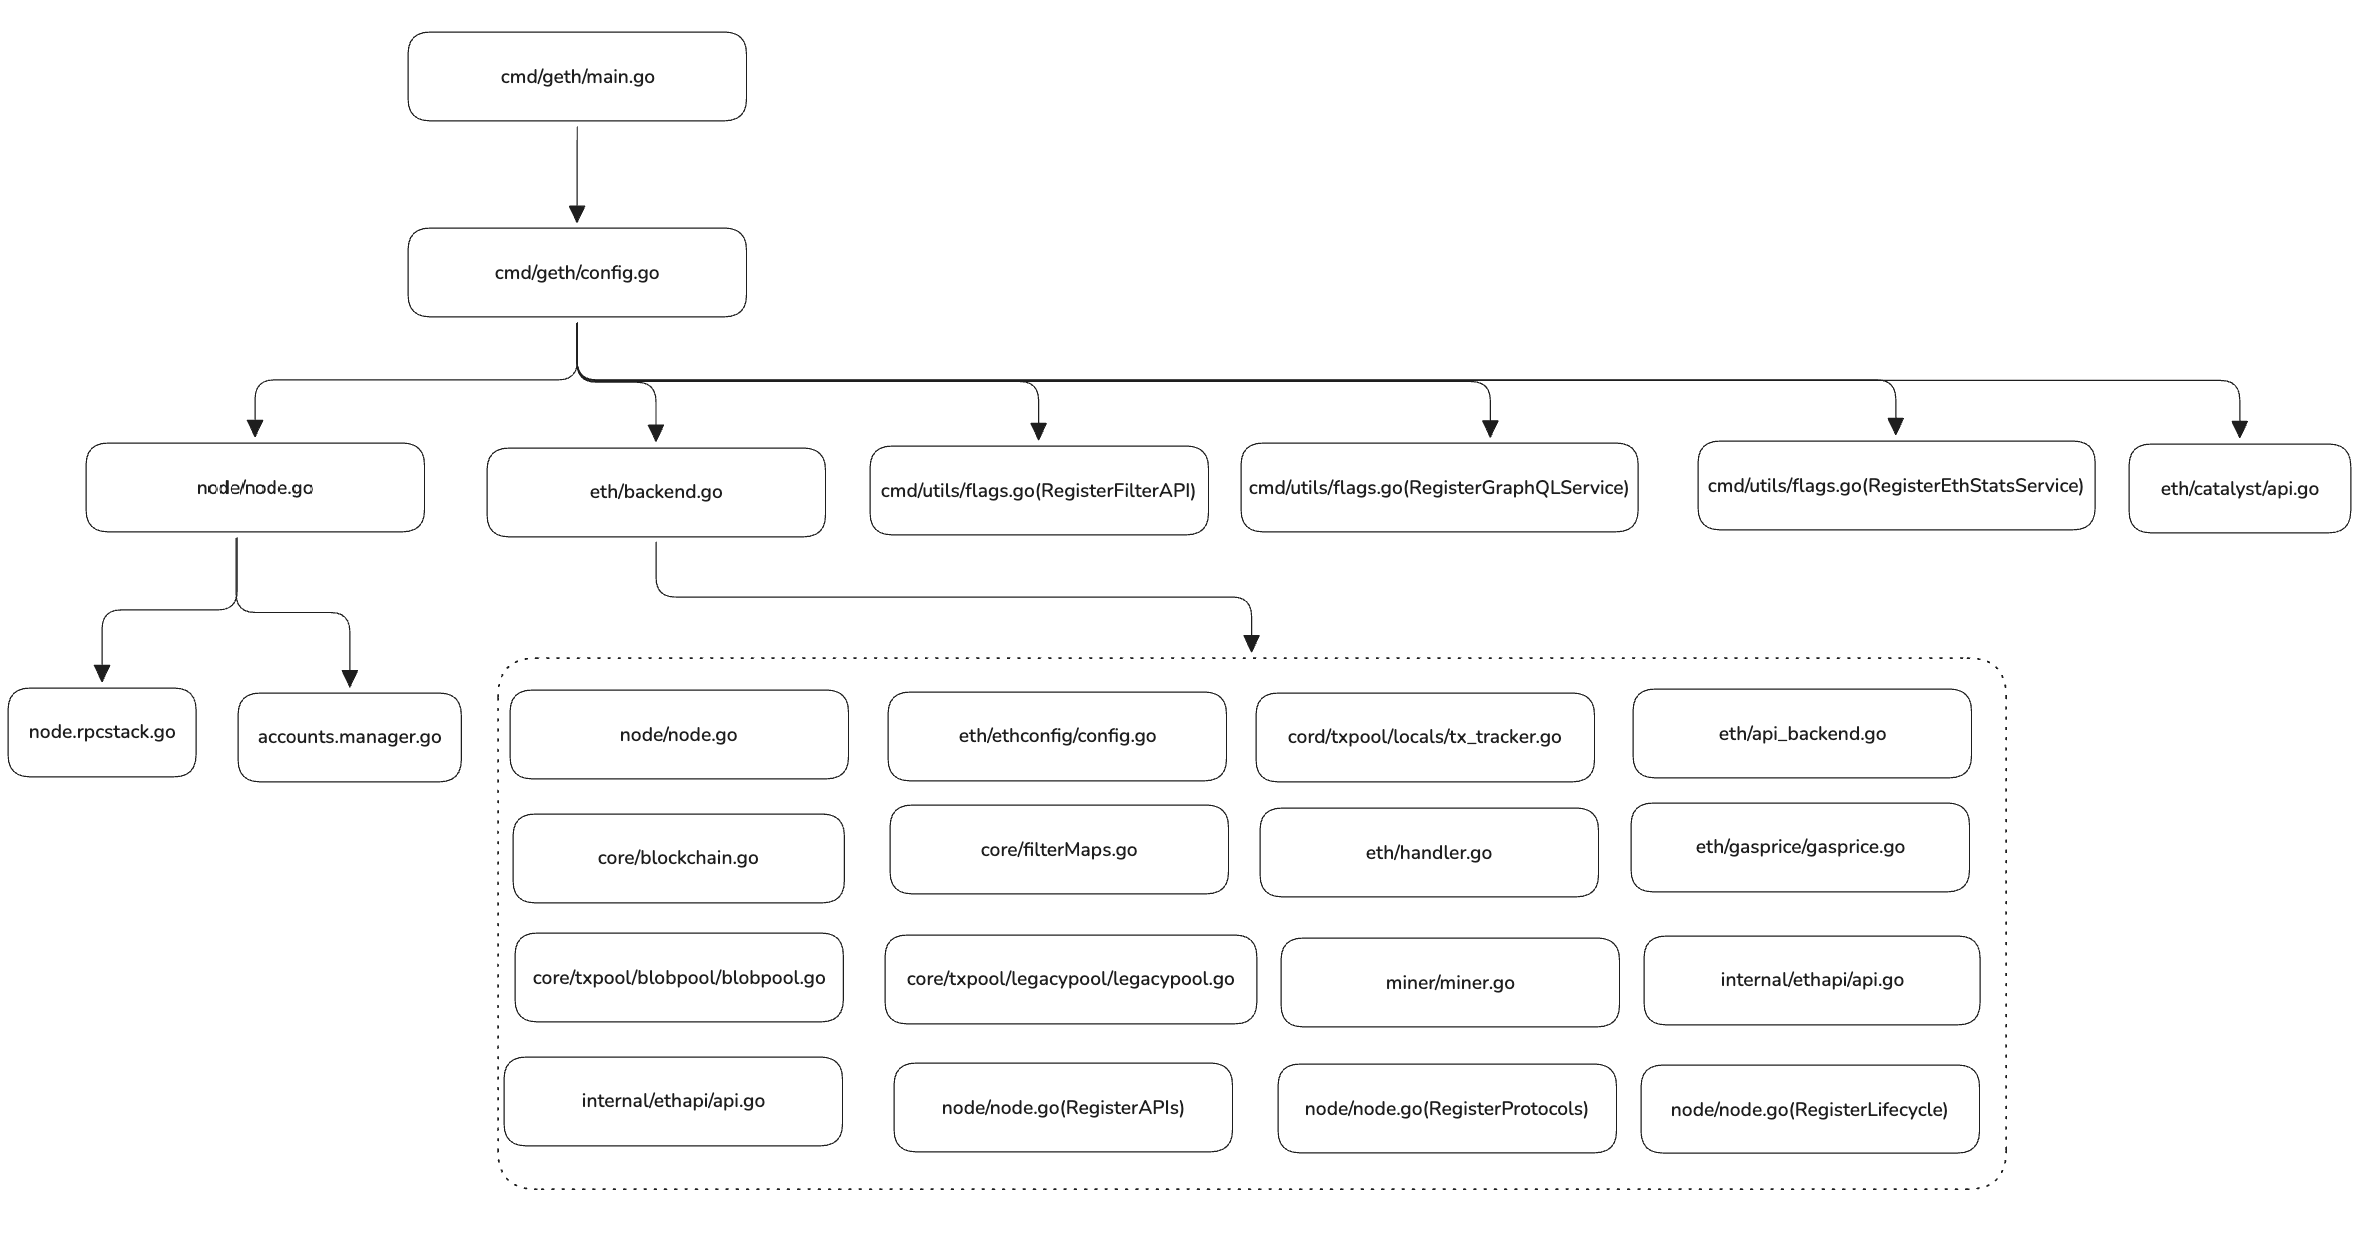 cmd/geth/main.go
cmd/geth/config.go
node/node.go
eth/backend.go
cmd/utils/flags.go(RegisterFilterAPI)
cmd/utils/flags.go(RegisterGraphQLService)
cmd/utils/flags.go(RegisterEthStatsService)
eth/catalyst/api.go
node.rpcstack.go
accounts.manager.go
node/node.go
eth/ethconfig/config.go
cord/txpool/locals/tx_tracker.go
eth/api_backend.go
core/blockchain.go
core/filterMaps.go
eth/handler.go
eth/gasprice/gasprice.go
core/txpool/blobpool/blobpool.go
core/txpool/legacypool/legacypool.go
miner/miner.go
internal/ethapi/api.go
internal/ethapi/api.go
node/node.go(RegisterAPIs)
node/node.go(RegisterProtocols)
node/node.go(RegisterLifecycle)